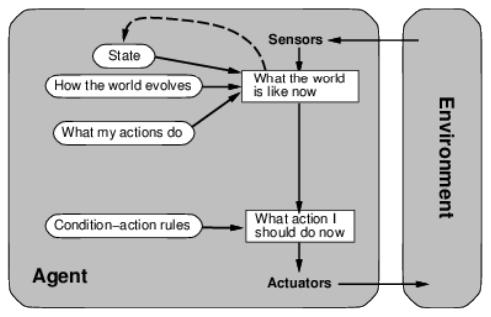 Sensors
State
What the world
is like now
How the world evolves
What my actions do
Environment
Condition–action rules
What action I
should do now
Agent
Actuators